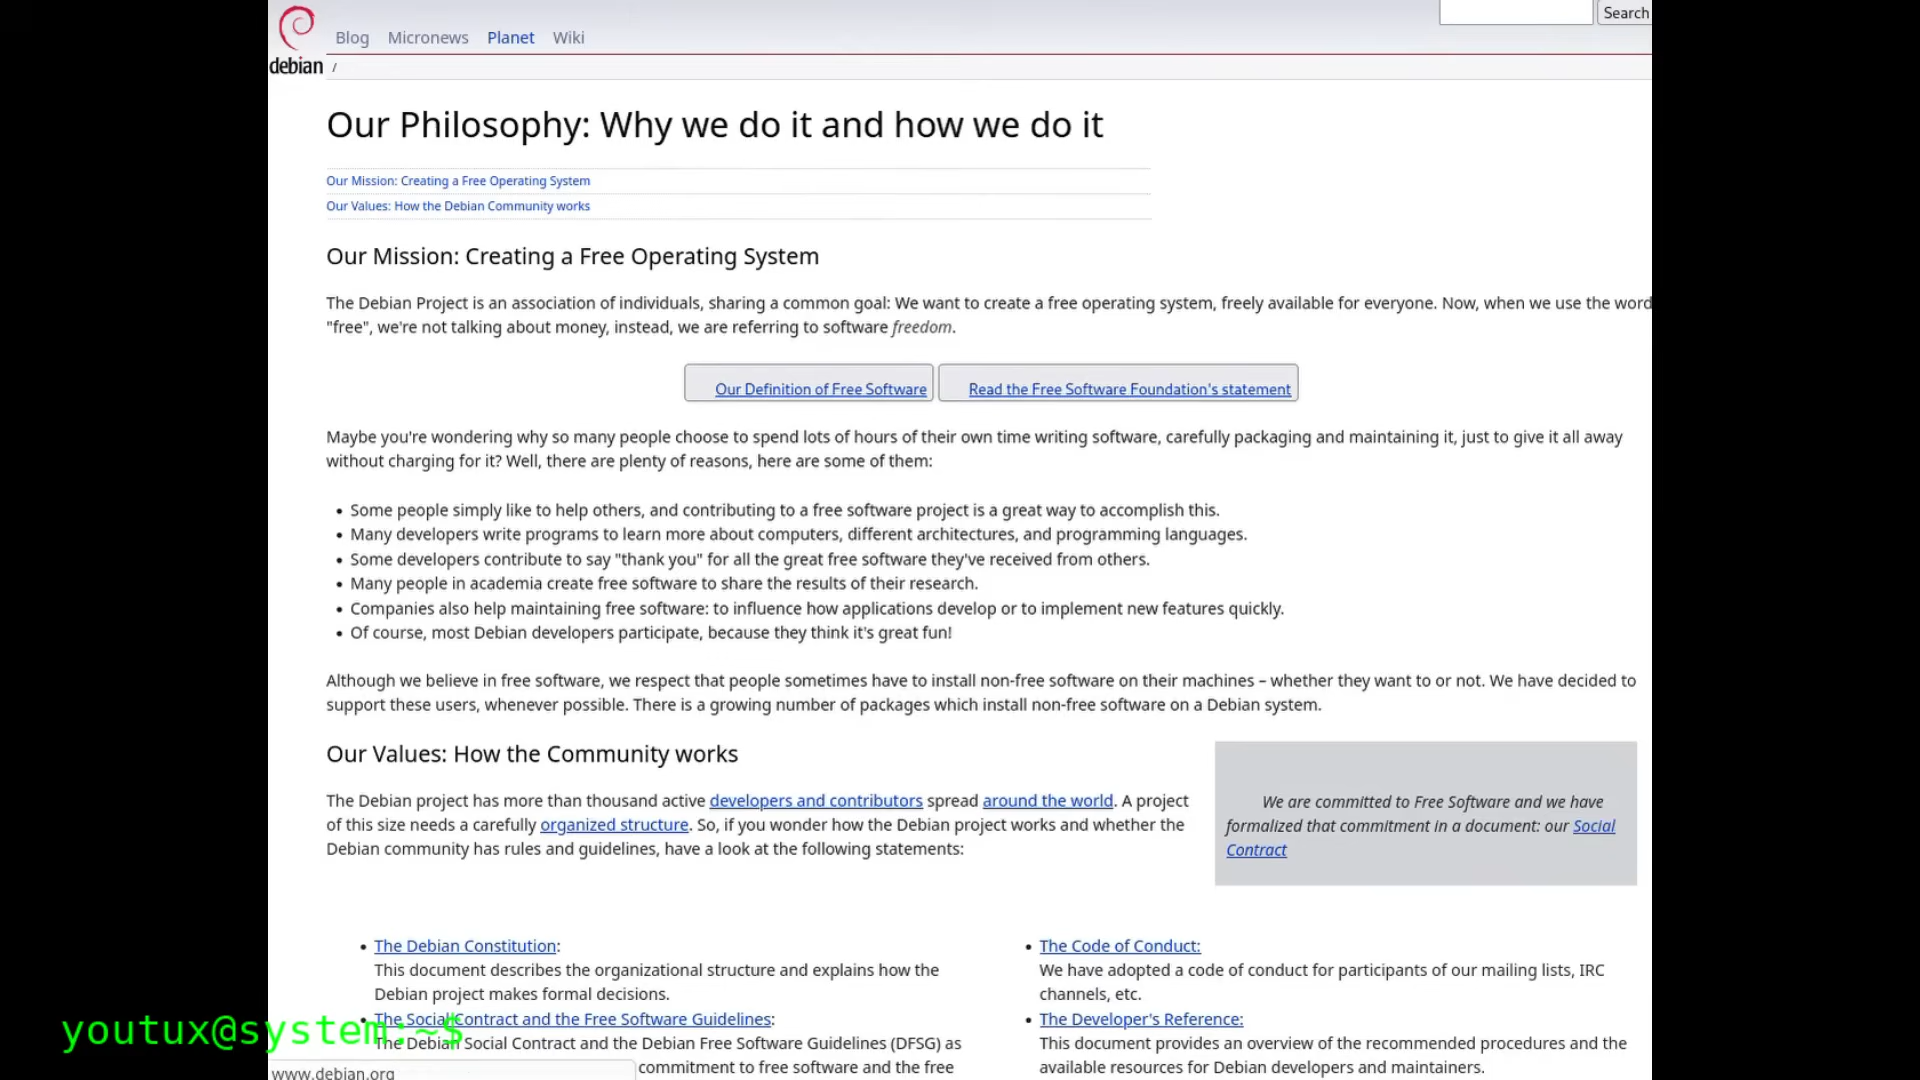 Search
Blog Micronews Planet Wiki
debian /
Our Philosophy: Why we do it and how we do it
Our Mission: Creating a Free Operating System
Our Values: How the Debian Community works
Our Mission: Creating a Free Operating System
The Debian Project is an association of individuals, sharing a common goal: We want to create a free operating system, freely available for everyone. Now, when we use the word
"free", we're not talking about money, instead, we are referring to software freedom.
Our Definition of Free Software Read the Free Software Foundation's statement
Maybe you're wondering why so many people choose to spend lots of hours of their own time writing software, carefully packaging and maintaining it, just to give it all away
without charging for it? Well, there are plenty of reasons, here are some of them:
• Some people simply like to help others, and contributing to a free software project is a great way to accomplish this.
• Many developers write programs to learn more about computers, different architectures, and programming languages.
• Some developers contribute to say "thank you" for all the great free software they've received from others.
• Many people in academia create free software to share the results of their research.
• Companies also help maintaining free software: to influence how applications develop or to implement new features quickly.
• Of course, most Debian developers participate, because they think it's great fun!
Although we believe in free software, we respect that people sometimes have to install non-free software on their machines – whether they want to or not. We have decided to
support these users, whenever possible. There is a growing number of packages which install non-free software on a Debian system.
Our Values: How the Community works
The Debian project has more than thousand active developers and contributors spread around the world. A project
of this size needs a carefully organized structure. So, if you wonder how the Debian project works and whether the
Debian community has rules and guidelines, have a look at the following statements:
We are committed to Free Software and we have
formalized that commitment in a document: our Social
Contract
• The Debian Constitution:
This document describes the organizational structure and explains how the
Debian project makes formal decisions.
• The Social Contract and the Free Software Guidelines:
The Debian Social Contract and the Debian Free Software Guidelines (DFSG) as
commitment to free software and the free
• The Code of Conduct:
We have adopted a code of conduct for participants of our mailing lists, IRC
channels, etc.
• The Developer's Reference:
This document provides an overview of the recommended procedures and the
available resources for Debian developers and maintainers.
youtux@system:~$
www.debian.org